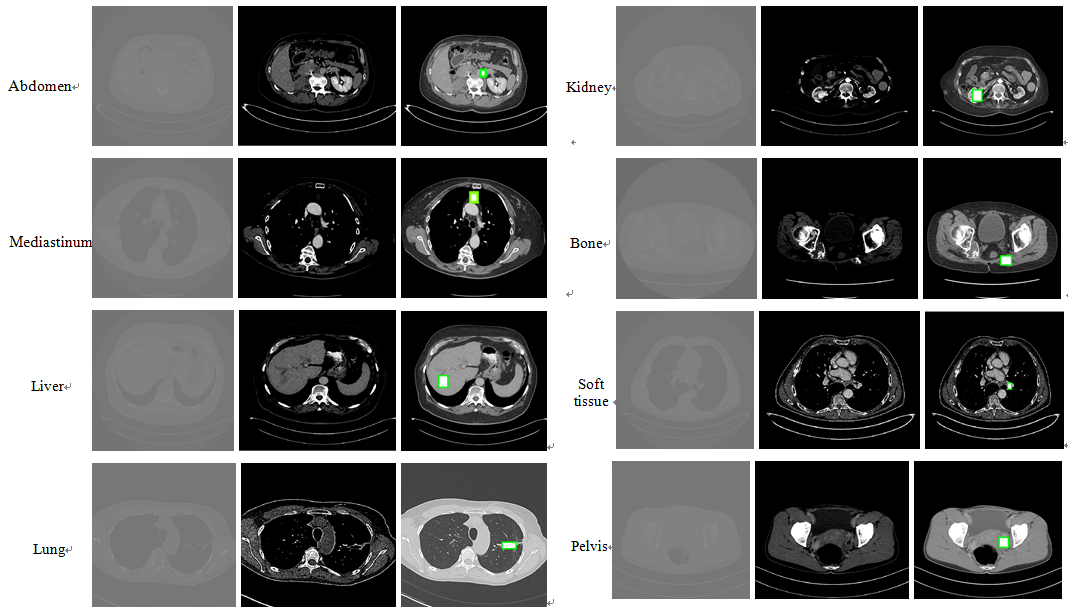 Abdomen
Kidney
Mediastinum
Bone
Liver
Soft
tissue
Lung
Pelvis